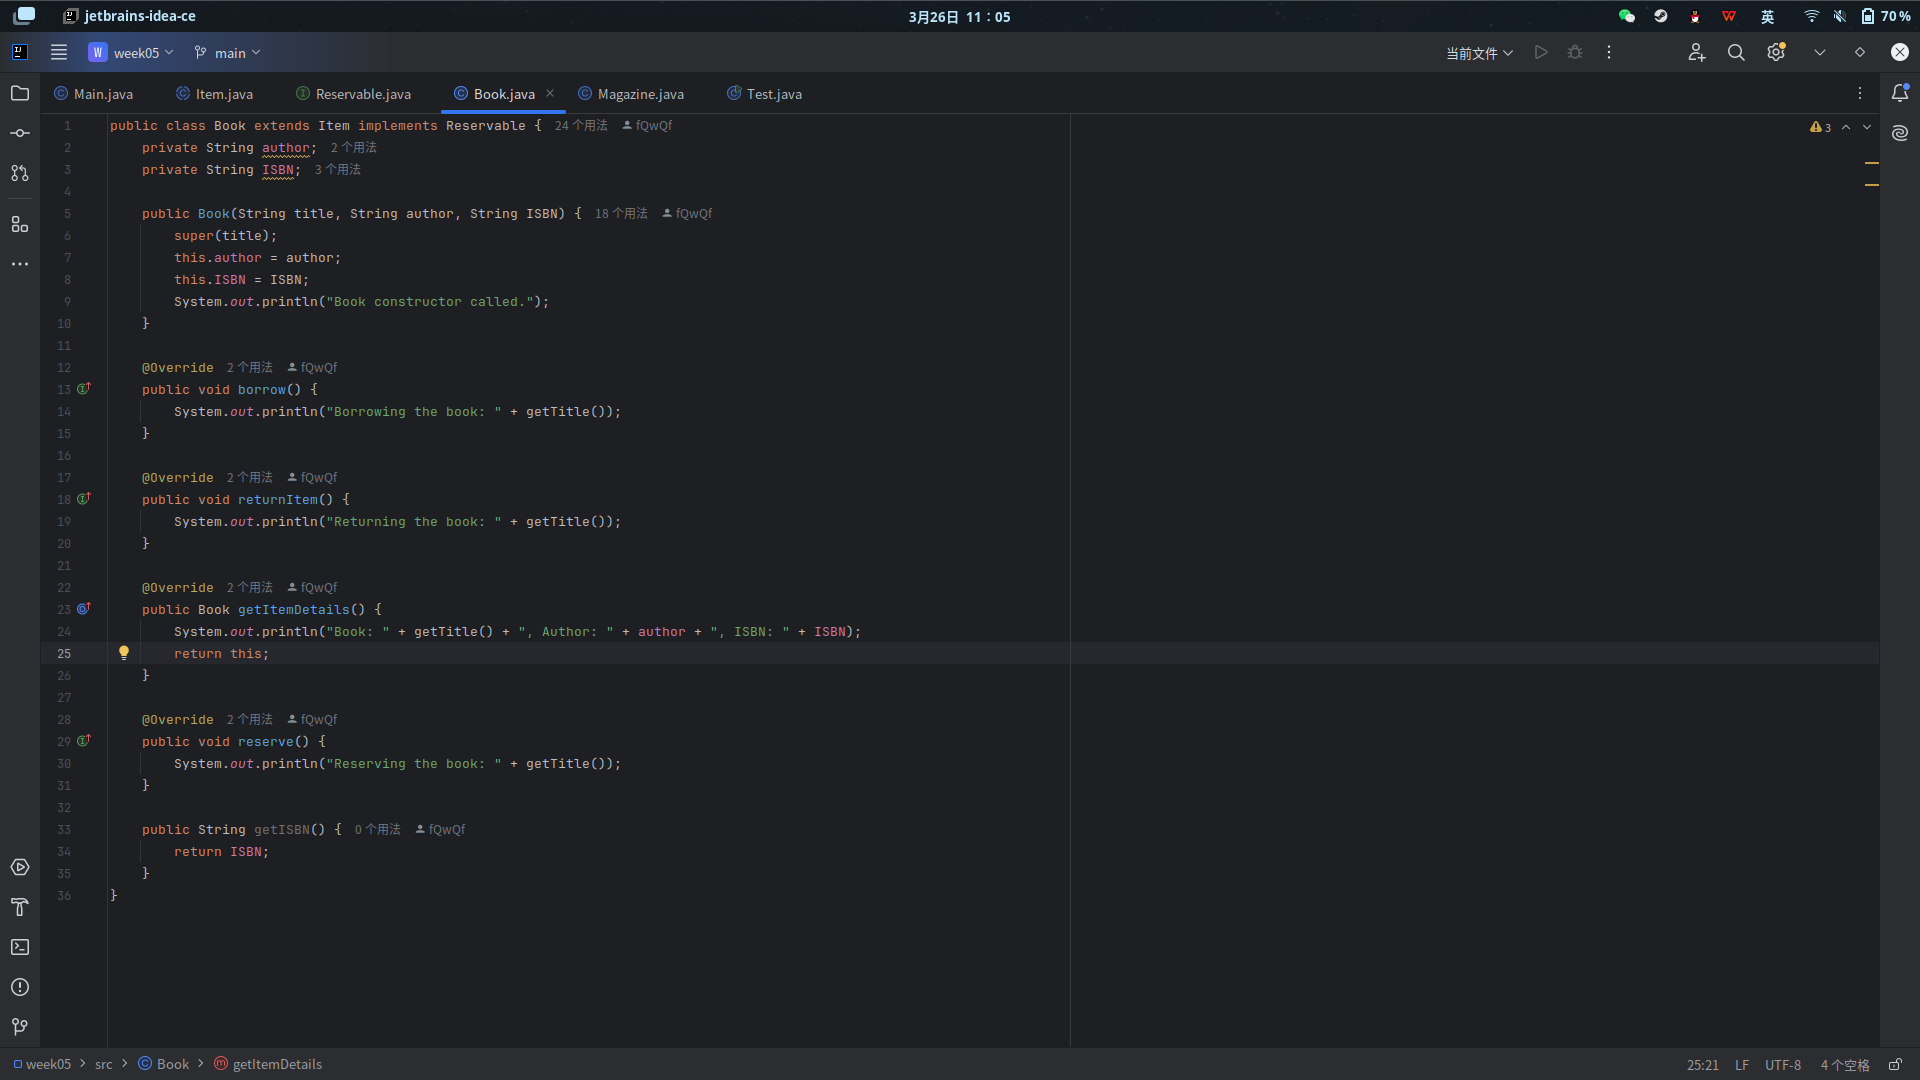 jetbrains-idea-ce 3月26日 11：05 英 70%
W week05 main 当前文件
Main.java Item.java Reservable.java Book.java Magazine.java Test.java
1 public class Book extends Item implements Reservable { 24 个用法 fQwQf 3
2 private String author; 2 个用法
3 private String ISBN; 3 个用法
4
5 public Book(String title, String author, String ISBN) { 18 个用法 fQwQf
6 super(title);
7 this.author = author;
8 this.ISBN = ISBN;
9 System.out.println("Book constructor called.");
10 }
11
12 @Override 2 个用法 fQwQf
13 public void borrow() {
14 System.out.println("Borrowing the book: " + getTitle());
15 }
16
17 @Override 2 个用法 fQwQf
18 public void returnItem() {
19 System.out.println("Returning the book: " + getTitle());
20 }
21
22 @Override 2 个用法 fQwQf
23 public Book getItemDetails() {
24 System.out.println("Book: " + getTitle() + ", Author: " + author + ", ISBN: " + ISBN);
25 return this;
26 }
27
28 @Override 2 个用法 fQwQf
29 public void reserve() {
30 System.out.println("Reserving the book: " + getTitle());
31 }
32
33 public String getISBN() { 0 个用法 fQwQf
34 return ISBN;
35 }
36 }
week05 > src > Book > getItemDetails 25:21 LF UTF-8 4 个空格